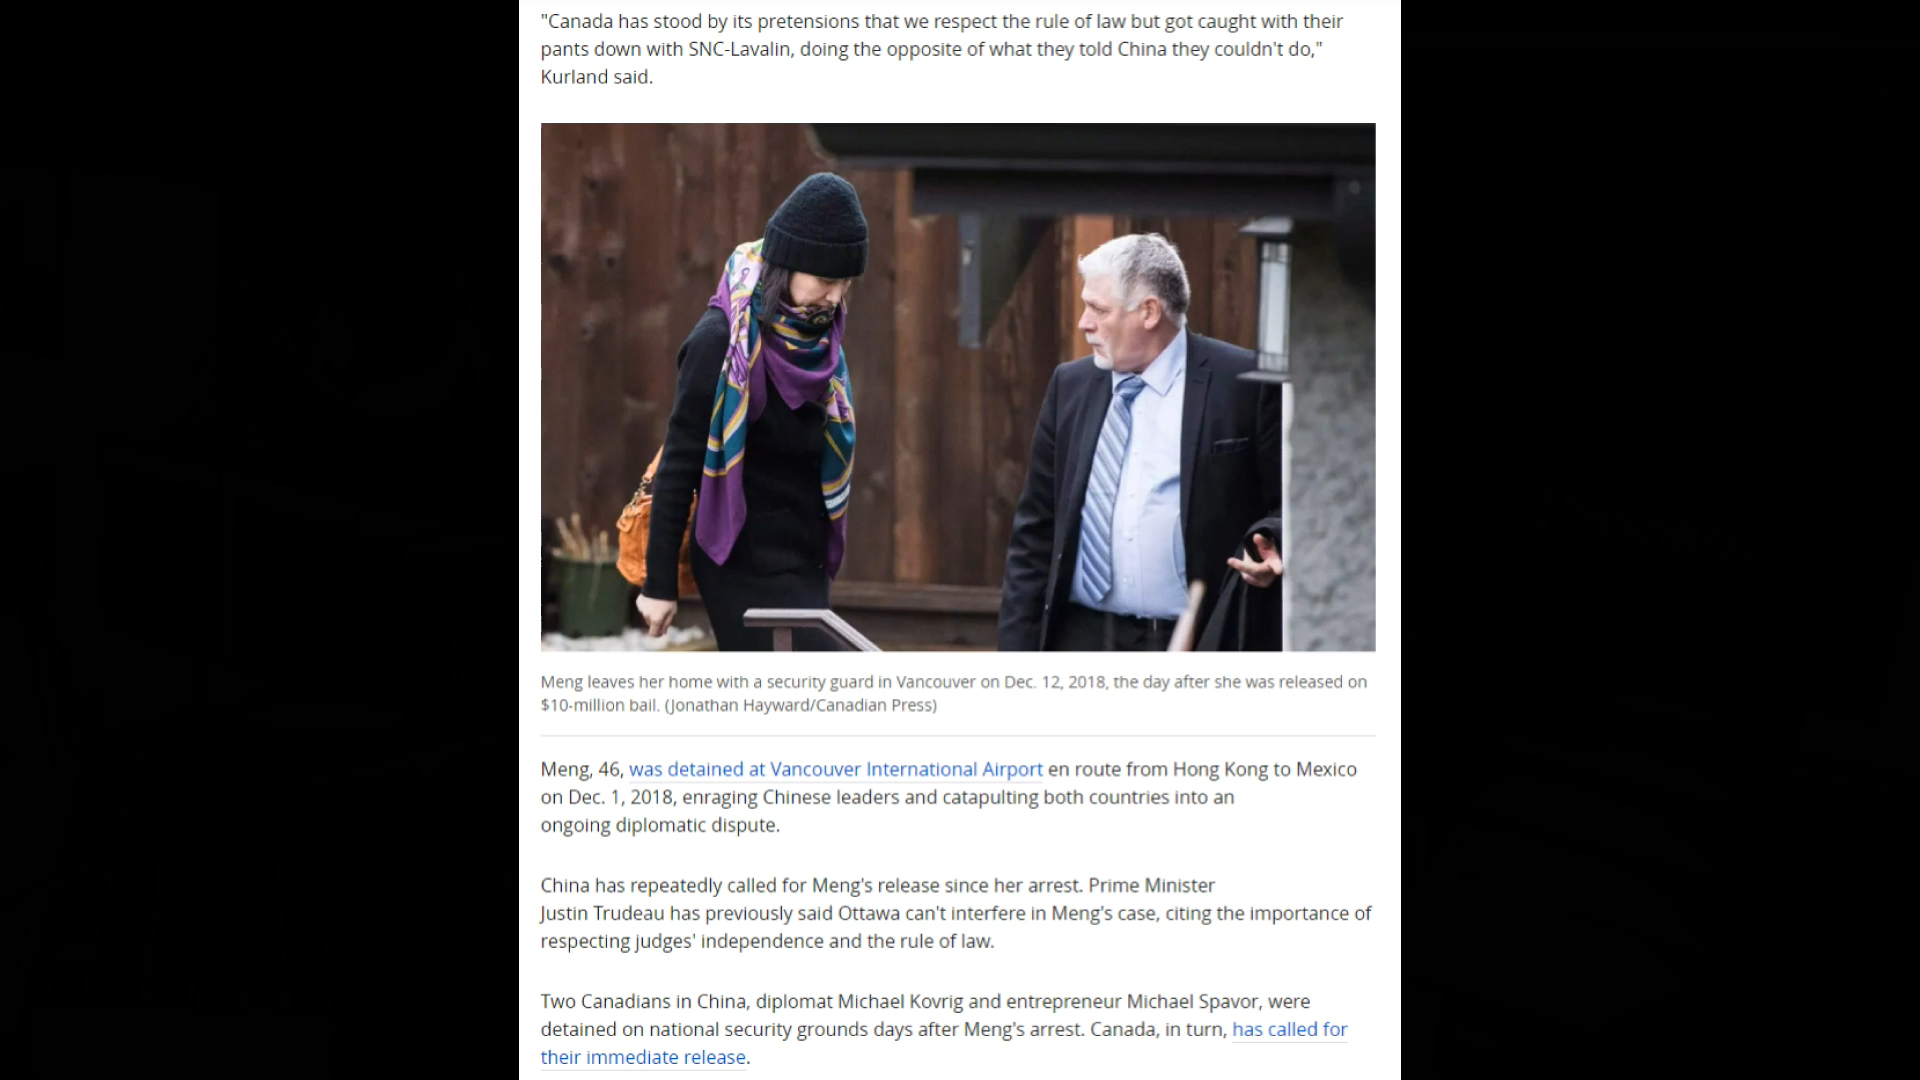 "Canada has stood by its pretensions that we respect the rule of law but got caught with their
pants down with SNC-Lavalin, doing the opposite of what they told China they couldn't do,"
Kurland said.
Meng leaves her home with a security guard in Vancouver on Dec. 12, 2018, the day after she was released on
$10-million bail. (Jonathan Hayward/Canadian Press)
Meng, 46, was detained at Vancouver International Airport en route from Hong Kong to Mexico
on Dec. 1, 2018, enraging Chinese leaders and catapulting both countries into an
ongoing diplomatic dispute.
China has repeatedly called for Meng's release since her arrest. Prime Minister
Justin Trudeau has previously said Ottawa can't interfere in Meng's case, citing the importance of
respecting judges' independence and the rule of law.
Two Canadians in China, diplomat Michael Kovrig and entrepreneur Michael Spavor, were
detained on national security grounds days after Meng's arrest. Canada, in turn, has called for
their immediate release.